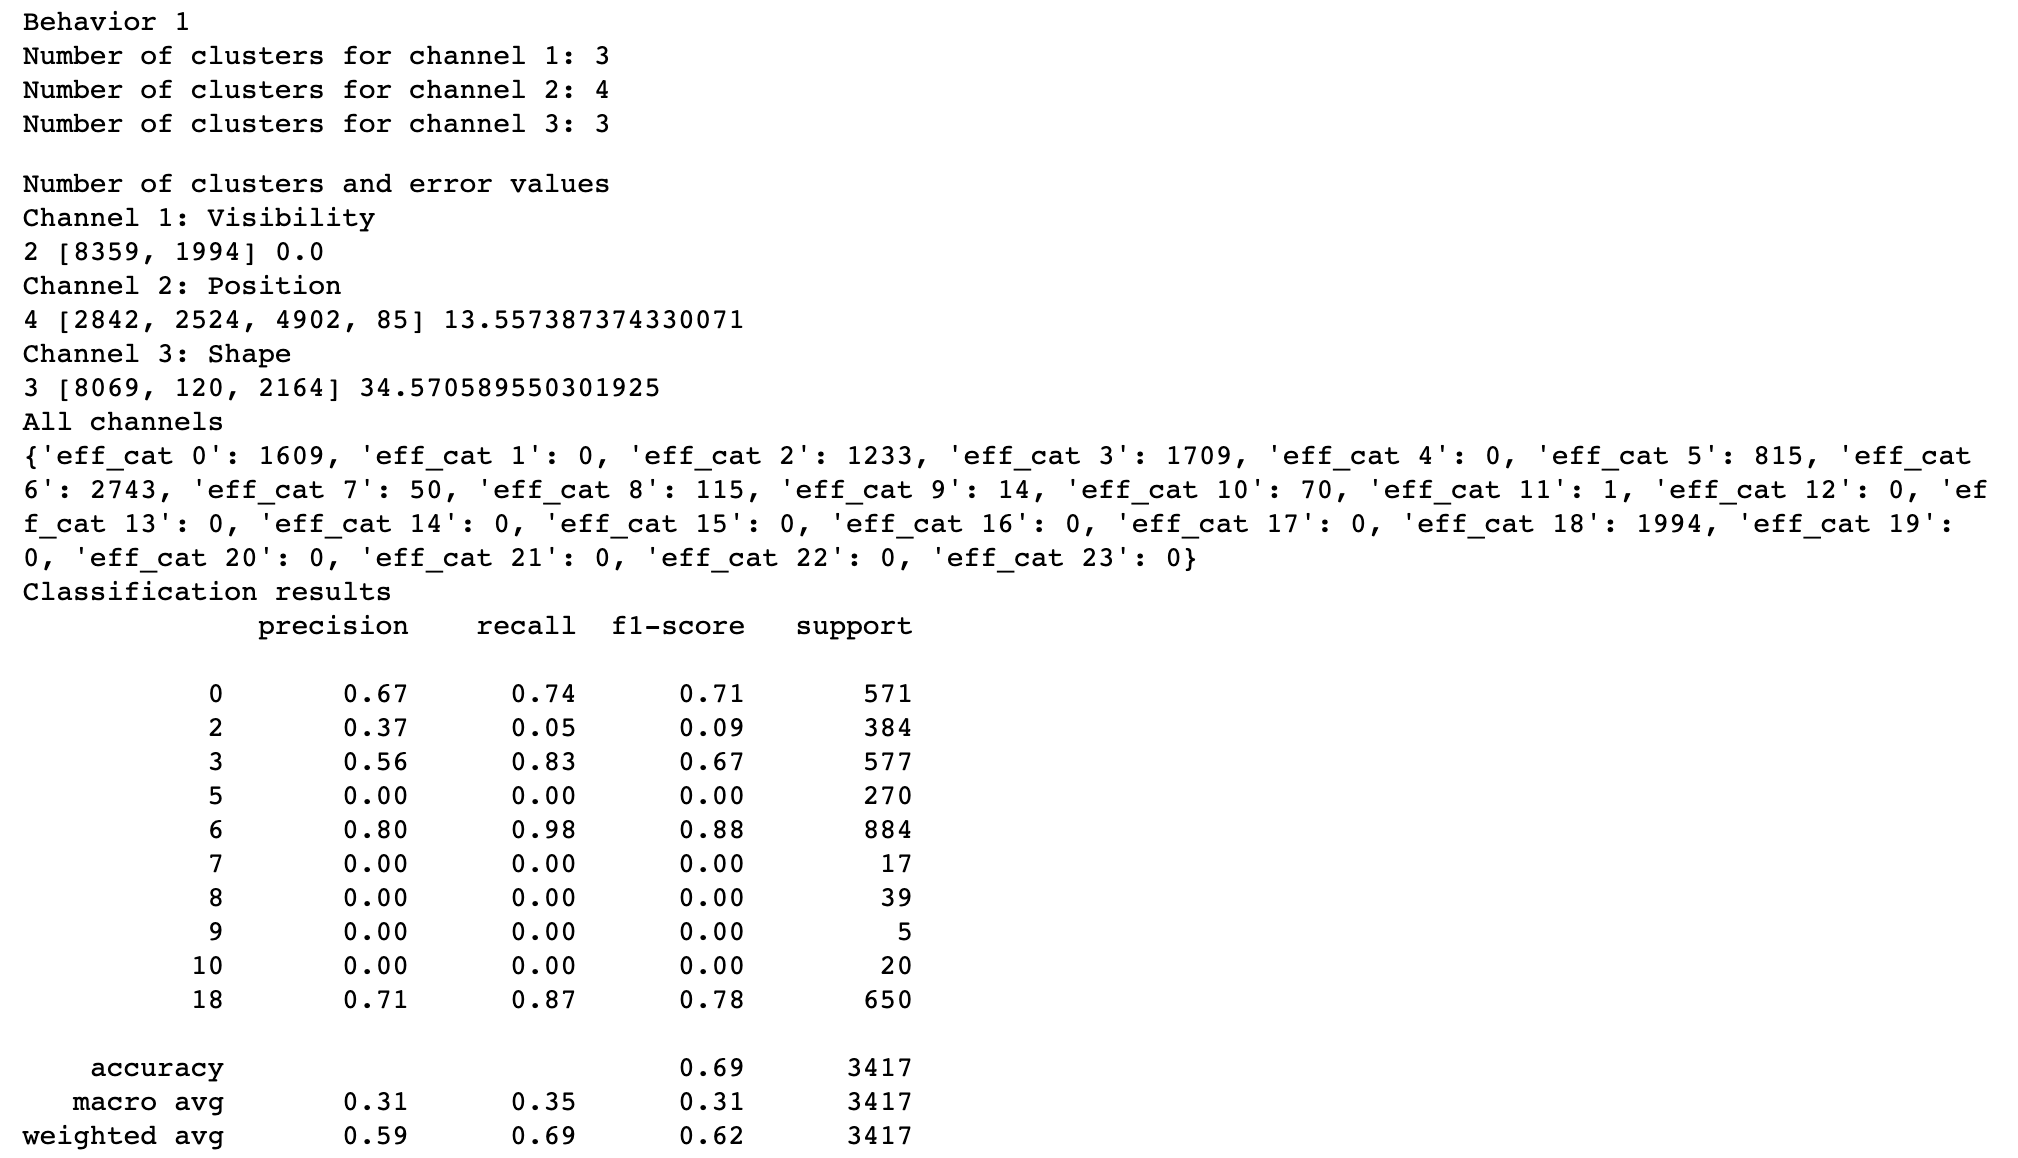 Behavior 1
Number of clusters for channel 1: 3
Number of clusters for channel 2: 4
Number of clusters for channel 3: 3
Number of clusters and error values
Channel 1: Visibility
2 [8359, 1994] 0.0
Channel 2: Position
4 [2842, 2524, 4902, 85] 13.557387374330071
Channel 3: Shape
3 [8069, 120, 2164] 34.570589550301925
All channels
{'eff_cat 0': 1609, 'eff_cat 1': 0, 'eff_cat 2': 1233, 'eff_cat 3': 1709, 'eff_cat 4': 0, 'eff_cat 5': 815, 'eff_cat
6': 2743, 'eff_cat 7': 50, 'eff_cat 8': 115, 'eff_cat 9': 14, 'eff_cat 10': 70, 'eff_cat 11': 1, 'eff_cat 12': 0, 'ef
f_cat 13': 0, 'eff_cat 14': 0, 'eff_cat 15': 0, 'eff_cat 16': 0, 'eff_cat 17': 0, 'eff_cat 18': 1994, 'eff_cat 19':
0, 'eff_cat 20': 0, 'eff_cat 21': 0, 'eff_cat 22': 0, 'eff_cat 23': 0}
Classification results
precision recall f1-score support
0 0.67 0.74 0.71 571
2 0.37 0.05 0.09 384
3 0.56 0.83 0.67 577
5 0.00 0.00 0.00 270
6 0.80 0.98 0.88 884
7 0.00 0.00 0.00 17
8 0.00 0.00 0.00 39
9 0.00 0.00 0.00 5
10 0.00 0.00 0.00 20
18 0.71 0.87 0.78 650
accuracy 0.69 3417
macro avg 0.31 0.35 0.31 3417
weighted avg 0.59 0.69 0.62 3417